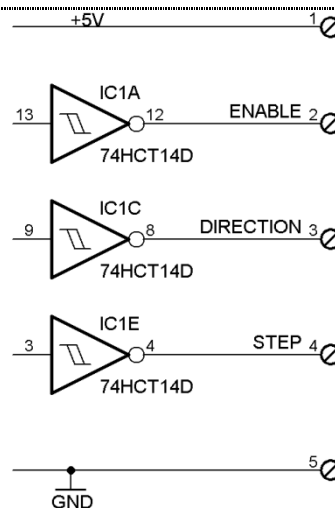 +5V 1
IC1A
13 12 ENABLE 2
74HCT14D
IC1C
9 8 DIRECTION 3
74HCT14D
IC1E
3 4 STEP 4
74HCT14D
5
GND